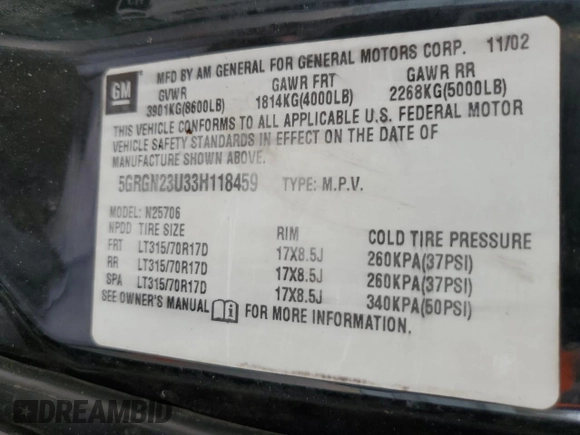 GM
MFD BY AM GENERAL FOR GENERAL MOTORS CORP. 11/02
GVWR GAWR FRT GAWR RR
3901KG(8600LB) 1814KG(4000LB) 2268KG(5000LB)
THIS VEHICLE CONFORMS TO ALL APPLICABLE U.S. FEDERAL MOTOR
VEHICLE SAFETY STANDARDS IN EFFECT ON THE DATE OF
MANUFACTURE SHOWN ABOVE.
5GRGN23U33H118459 TYPE: M.P.V.
MODEL: N25706
NPDD TIRE SIZE RIM COLD TIRE PRESSURE
FRT LT315/70R17D 17X8.5J 260KPA(37PSI)
RR LT315/70R17D 17X8.5J 260KPA(37PSI)
SPA LT315/70R17D 17X8.5J 340KPA(50PSI)
SEE OWNER'S MANUAL i FOR MORE INFORMATION.
DREAMBID